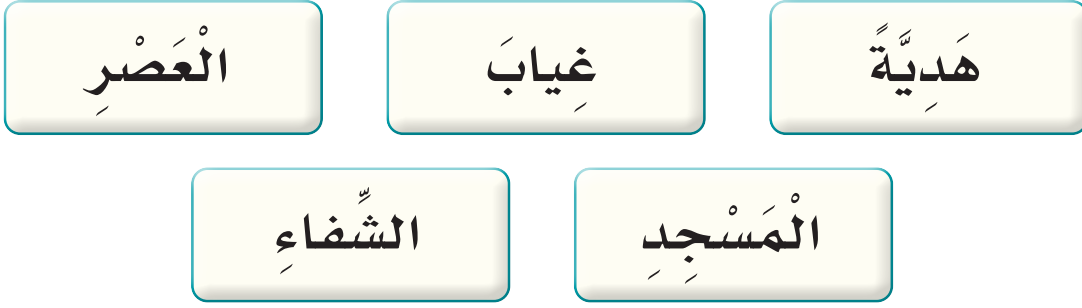 هَدِيَّةً غِيابَ الْعَصْرِ
الْمَسْجِدِ الشِّفاءِ